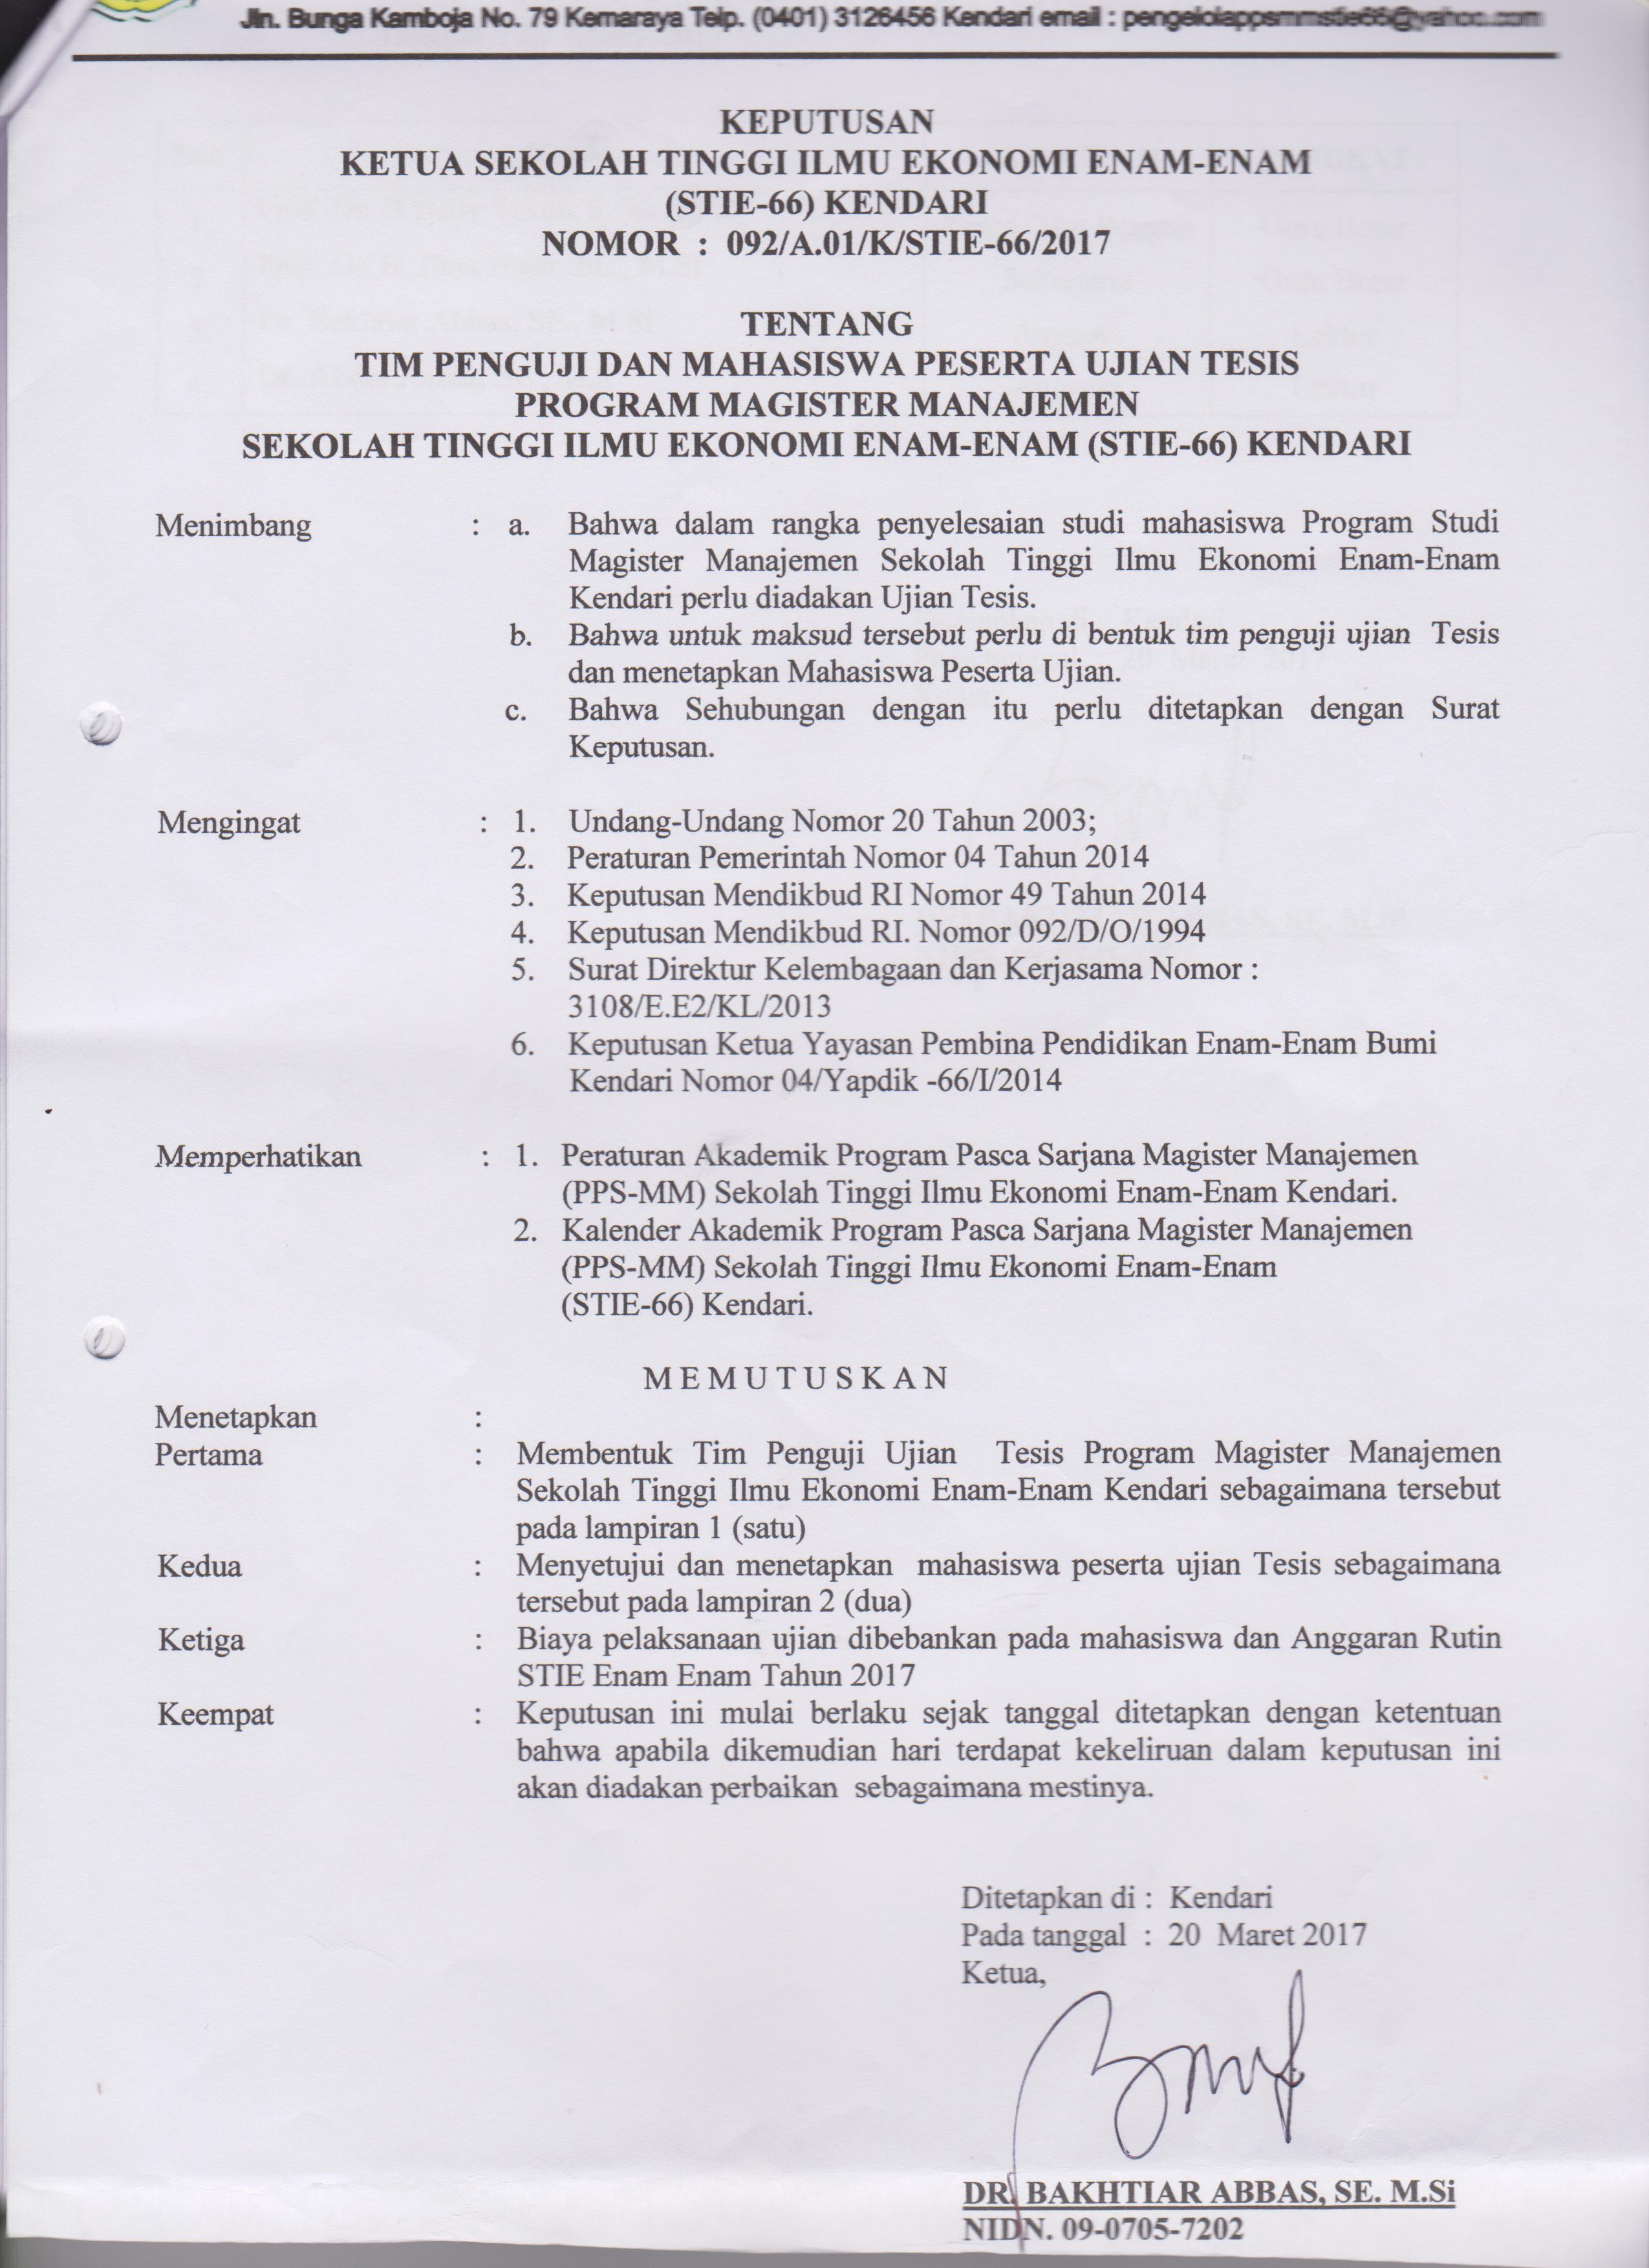 Jln. Bunga Kamboja No. 79 Kemaraya Telp. (0401) 3126456 Kendari email : pengelolappsmmstie66@yahoo.com
KEPUTUSAN
KETUA SEKOLAH TINGGI ILMU EKONOMI ENAM-ENAM
(STIE-66) KENDARI
NOMOR : 092/A.01/K/STIE-66/2017
TENTANG
TIM PENGUJI DAN MAHASISWA PESERTA UJIAN TESIS
PROGRAM MAGISTER MANAJEMEN
SEKOLAH TINGGI ILMU EKONOMI ENAM-ENAM (STIE-66) KENDARI
Menimbang : a. Bahwa dalam rangka penyelesaian studi mahasiswa Program Studi
Magister Manajemen Sekolah Tinggi Ilmu Ekonomi Enam-Enam
Kendari perlu diadakan Ujian Tesis.
b. Bahwa untuk maksud tersebut perlu di bentuk tim penguji ujian Tesis
dan menetapkan Mahasiswa Peserta Ujian.
c. Bahwa Sehubungan dengan itu perlu ditetapkan dengan Surat
Keputusan.
Mengingat : 1. Undang-Undang Nomor 20 Tahun 2003;
2. Peraturan Pemerintah Nomor 04 Tahun 2014
3. Keputusan Mendikbud RI Nomor 49 Tahun 2014
4. Keputusan Mendikbud RI. Nomor 092/D/O/1994
5. Surat Direktur Kelembagaan dan Kerjasama Nomor :
3108/E.E2/KL/2013
6. Keputusan Ketua Yayasan Pembina Pendidikan Enam-Enam Bumi
Kendari Nomor 04/Yapdik -66/I/2014
Memperhatikan : 1. Peraturan Akademik Program Pasca Sarjana Magister Manajemen
(PPS-MM) Sekolah Tinggi Ilmu Ekonomi Enam-Enam Kendari.
2. Kalender Akademik Program Pasca Sarjana Magister Manajemen
(PPS-MM) Sekolah Tinggi Ilmu Ekonomi Enam-Enam
(STIE-66) Kendari.
M E M U T U S K A N
Menetapkan :
Pertama : Membentuk Tim Penguji Ujian Tesis Program Magister Manajemen
Sekolah Tinggi Ilmu Ekonomi Enam-Enam Kendari sebagaimana tersebut
pada lampiran 1 (satu)
Kedua : Menyetujui dan menetapkan mahasiswa peserta ujian Tesis sebagaimana
tersebut pada lampiran 2 (dua)
Ketiga : Biaya pelaksanaan ujian dibebankan pada mahasiswa dan Anggaran Rutin
STIE Enam Enam Tahun 2017
Keempat : Keputusan ini mulai berlaku sejak tanggal ditetapkan dengan ketentuan
bahwa apabila dikemudian hari terdapat kekeliruan dalam keputusan ini
akan diadakan perbaikan sebagaimana mestinya.
Ditetapkan di : Kendari
Pada tanggal : 20 Maret 2017
Ketua,
DR. BAKHTIAR ABBAS, SE. M.Si
NIDN. 09-0705-7202